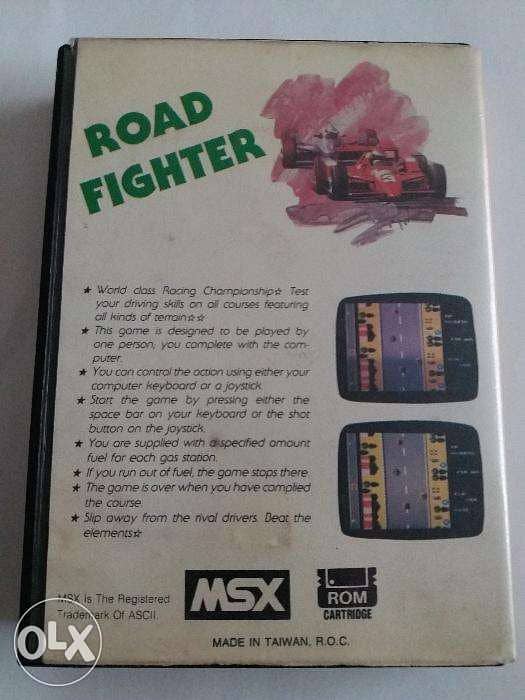 ROAD
FIGHTER
★ World class Racing Championship☆ Test
your driving skills on all courses featuring
all kinds of terrain☆☆
★ This game is designed to be played by
one person, you complete with the com-
puter.
★ You can control the action using either your
computer keyboard or a joystick.
★ Start the game by pressing either the
space bar on your keyboard or the shot
button on the joystick.
★ You are supplied with a specified amount
fuel for each gas station.
★ If you run out of fuel, the game stops there.
★ The game is over when you have complied
the course
★ Slip away from the rival drivers. Beat the
elements☆
MSX Is The Registered
Trademark Of ASCII.
MSX
ROM
CARTRIDGE
MADE IN TAIWAN, R.O.C.
OLX